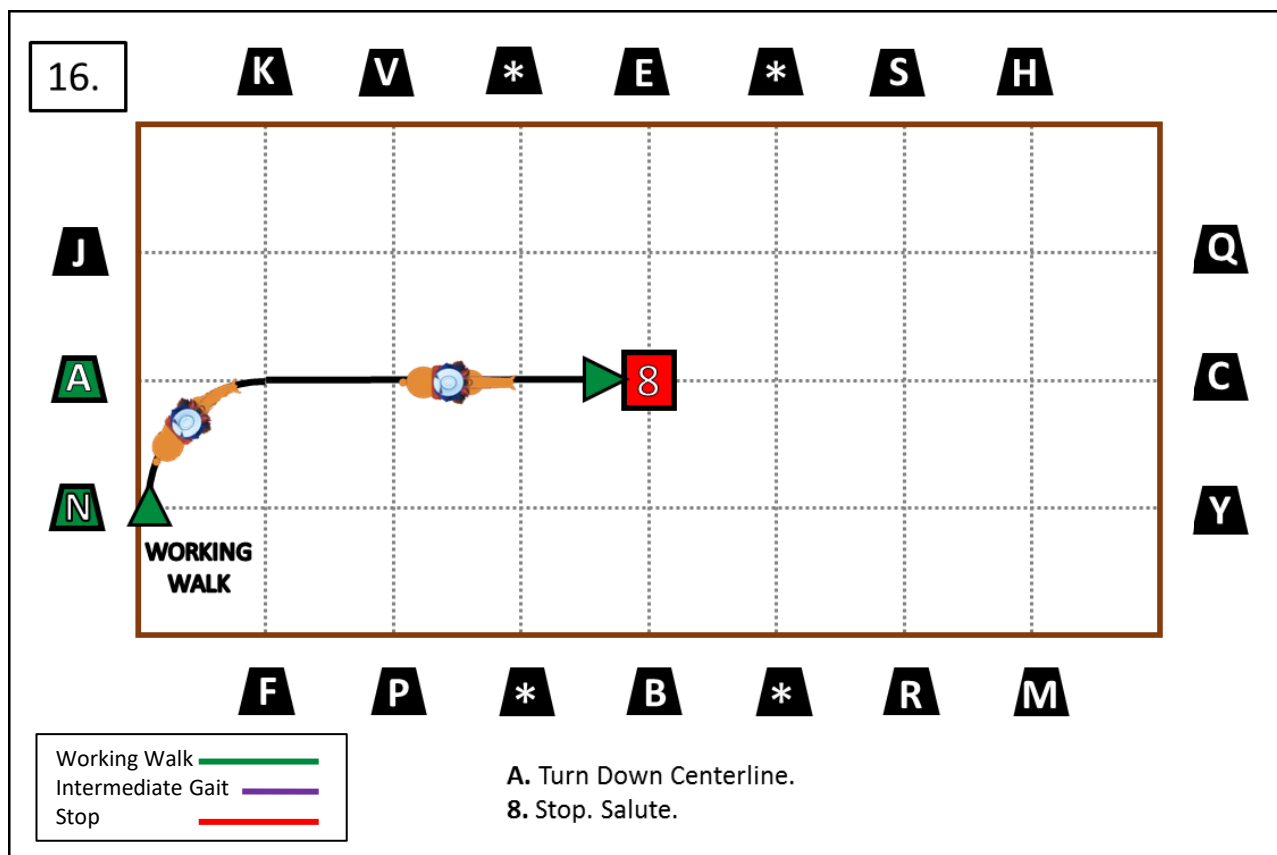 16.
K V * E * S H
J Q
A 8 C
N Y
WORKING
WALK
F P * B * R M
Working Walk
Intermediate Gait
Stop
A. Turn Down Centerline.
8. Stop. Salute.